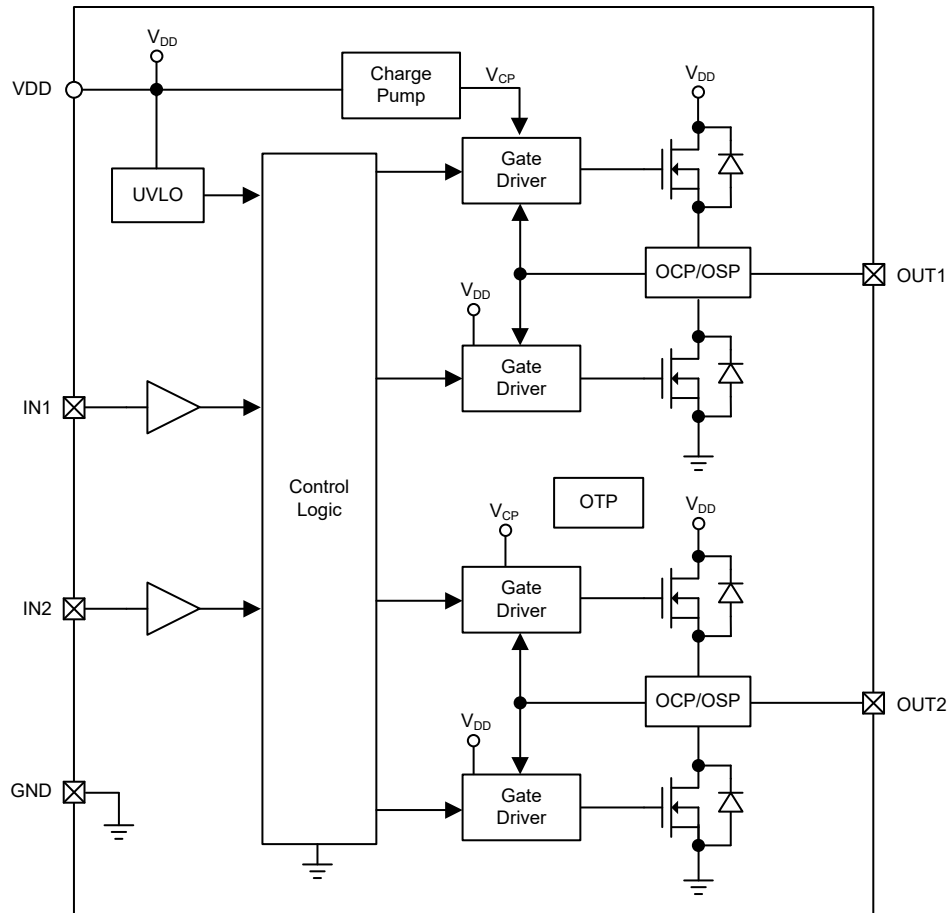 VDD
VDD
Charge
Pump
VCP
VDD
Gate
Driver
UVLO
OCP/OSP
OUT1
VDD
Gate
Driver
IN1
Control
Logic
OTP
VCP
VDD
Gate
Driver
IN2
OCP/OSP
OUT2
VDD
Gate
Driver
GND